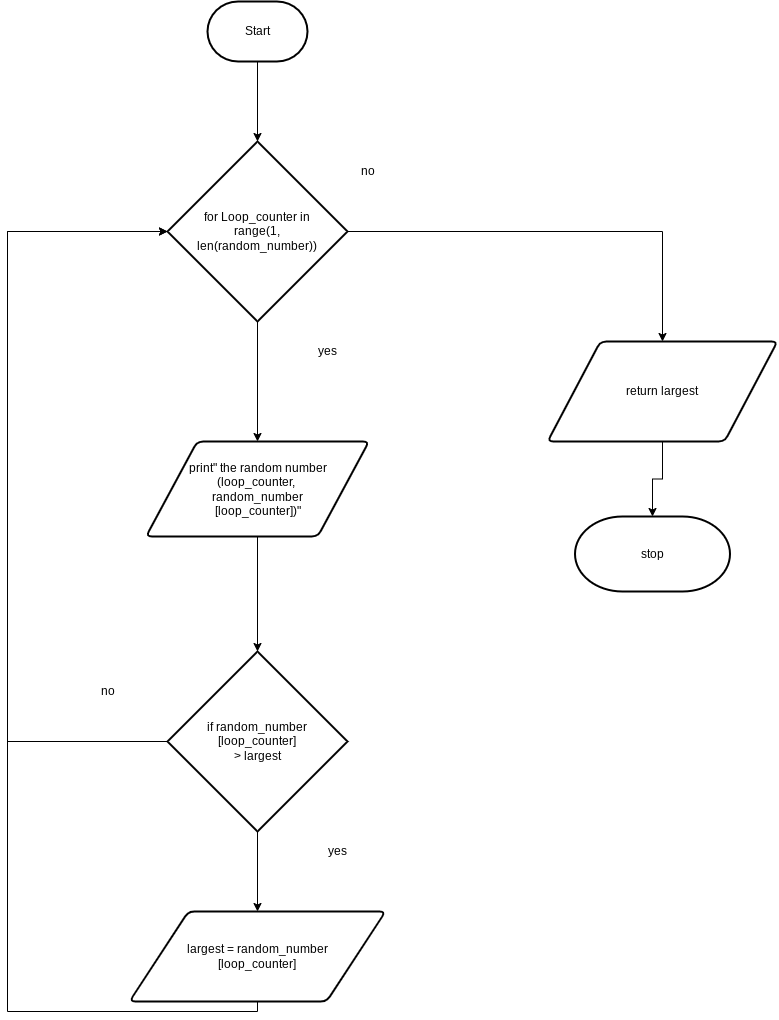 Start
no
for Loop_counter in
range(1,
len(random_number))
yes
return largest
print" the random number
(loop_counter,
random_number
[loop_counter])"
stop
no
if random_number
[loop_counter]
> largest
yes
largest = random_number
[loop_counter]